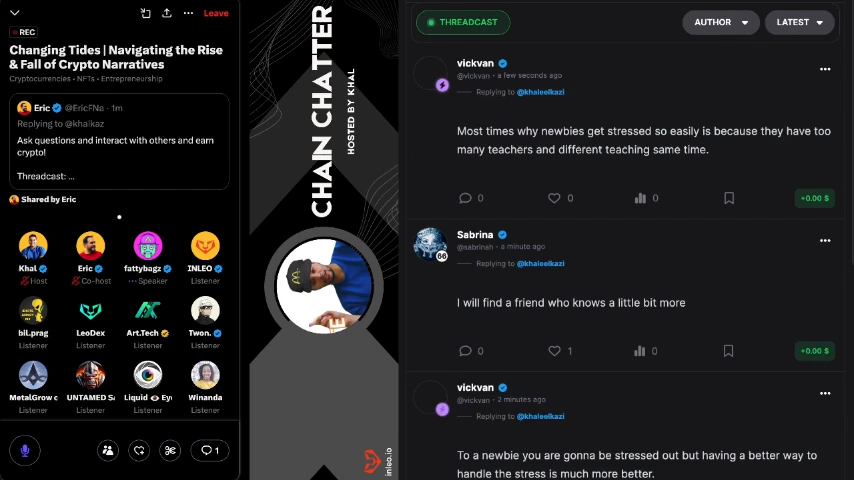 Leave
REC
Changing Tides | Navigating the Rise
& Fall of Crypto Narratives
Cryptocurrencies • NFTs • Entrepreneurship
Eric @EricFNa · 1m
Replying to @khalkaz
Ask questions and interact with others and earn
crypto!
Threadcast: ...
Shared by Eric
Khal
Host
Eric
Co-host
fattybagz
Speaker
INLEO
Listener
bil.prag
Listener
LeoDex
Listener
Art.Tech
Listener
Twon.
Listener
MetalGrow c
Listener
UNTAMED S
Listener
Liquid Ey
Listener
Winanda
Listener
1
CHAIN CHATTER
HOSTED BY KHAL
inleo.io
THREADCAST
AUTHOR
LATEST
vickvan
@vickvan • a few seconds ago
Replying to @khaleelkazi
Most times why newbies get stressed so easily is because they have too
many teachers and different teaching same time.
0 0 0 +0.00 $
Sabrina
@sabrinah • a minute ago
66
Replying to @khaleelkazi
I will find a friend who knows a little bit more
0 1 0 +0.00 $
vickvan
@vickvan • 2 minutes ago
Replying to @khaleelkazi
To a newbie you are gonna be stressed out but having a better way to
handle the stress is much more better.